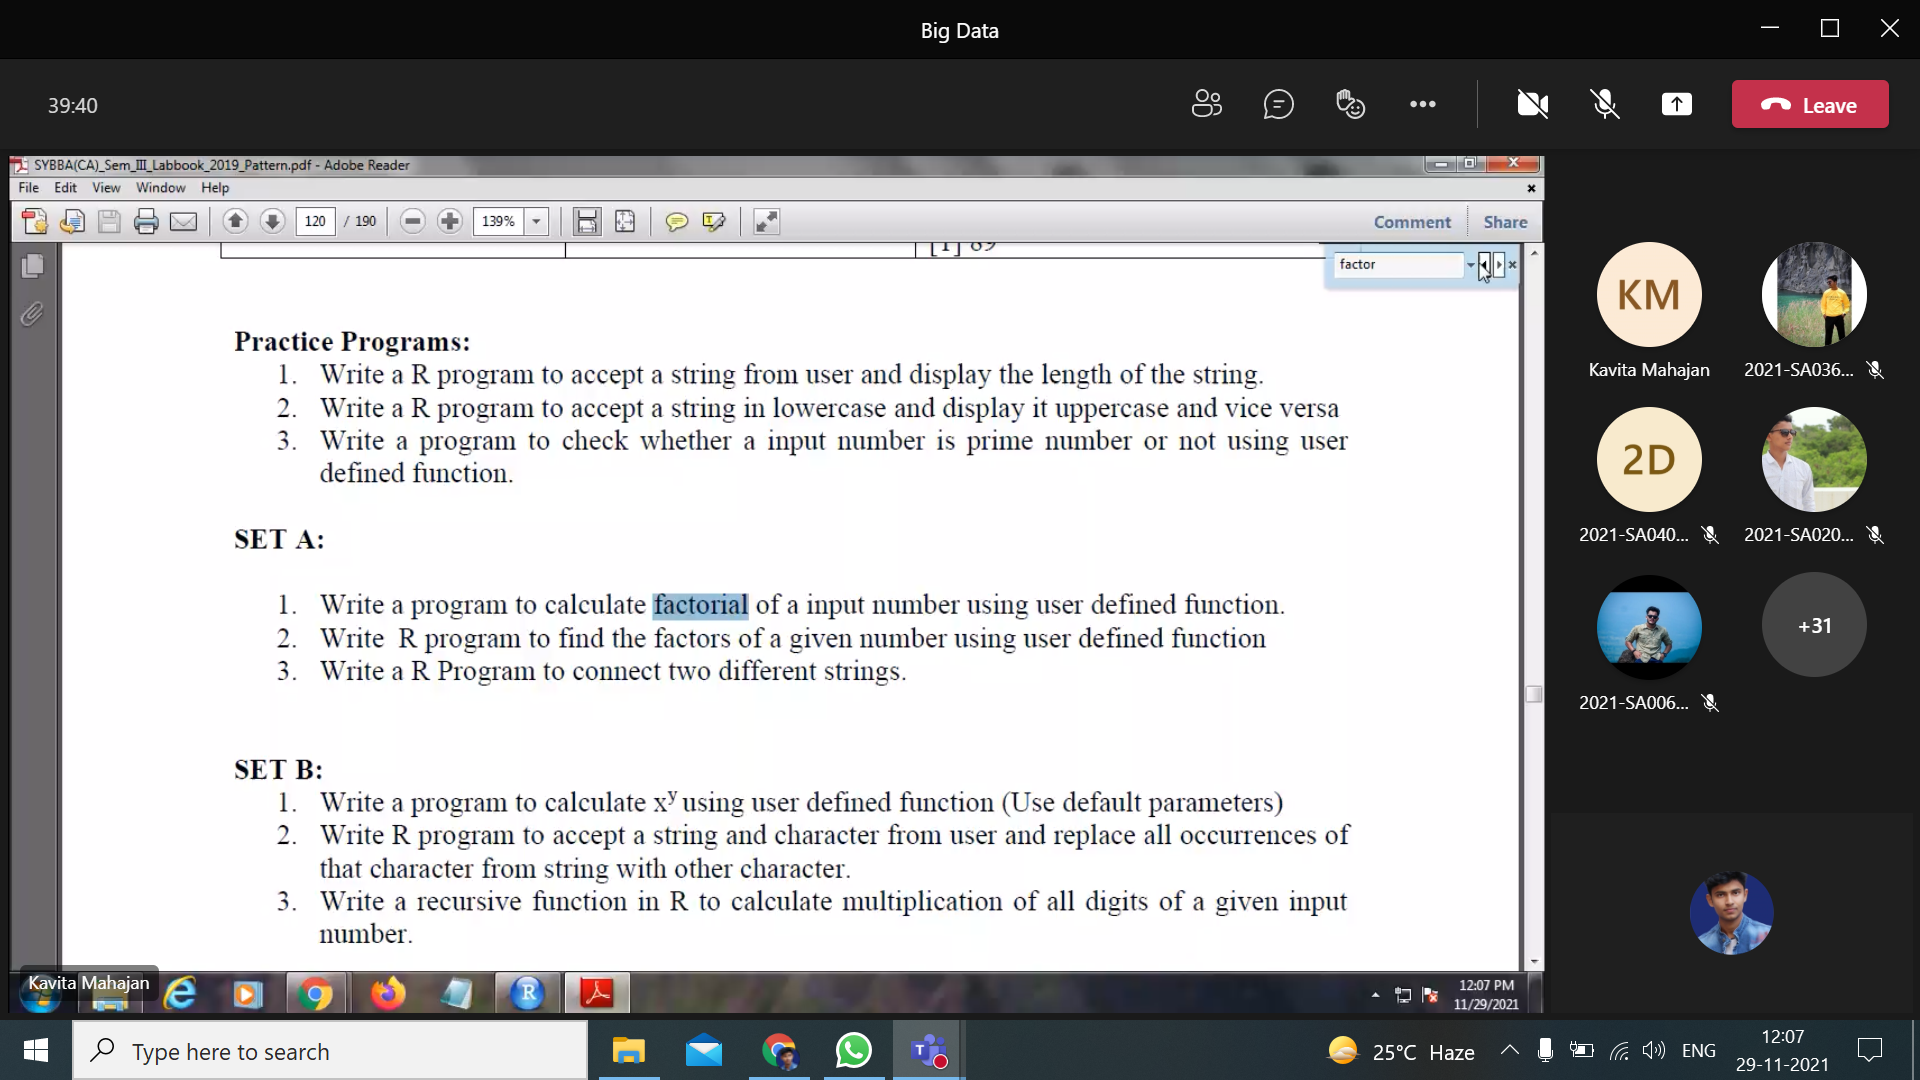 Big Data
39:40
Leave
SYBBA(CA)_Sem_III_Labbook_2019_Pattern.pdf - Adobe Reader
File Edit View Window Help
120 / 190 139% Comment Share
[1] 89
factor
Practice Programs:
1. Write a R program to accept a string from user and display the length of the string.
2. Write a R program to accept a string in lowercase and display it uppercase and vice versa
3. Write a program to check whether a input number is prime number or not using user
defined function.
SET A:
1. Write a program to calculate factorial of a input number using user defined function.
2. Write R program to find the factors of a given number using user defined function
3. Write a R Program to connect two different strings.
SET B:
1. Write a program to calculate xʸ using user defined function (Use default parameters)
2. Write R program to accept a string and character from user and replace all occurrences of
that character from string with other character.
3. Write a recursive function in R to calculate multiplication of all digits of a given input
number.
KM
Kavita Mahajan 2021-SA036...
2D
2021-SA040... 2021-SA020...
+31
2021-SA006...
Kavita Mahajan
R
12:07 PM
11/29/2021
Type here to search
T
25°C Haze
ENG
12:07
29-11-2021